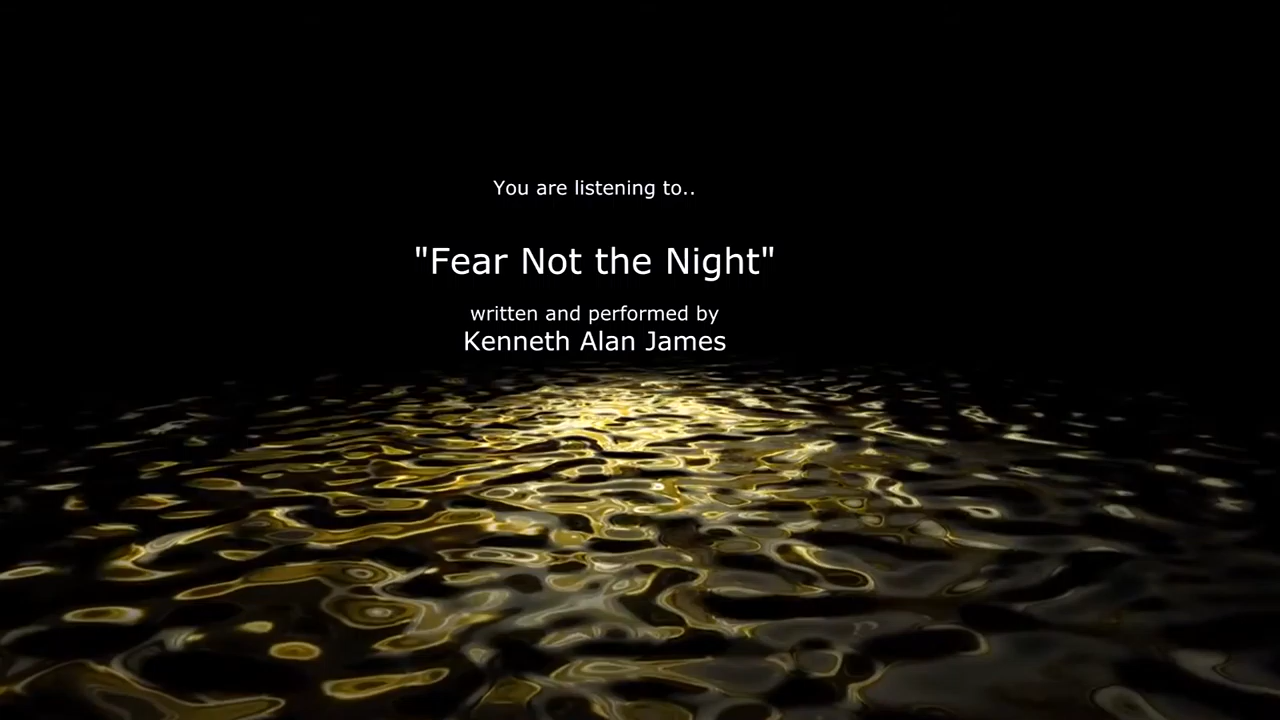 You are listening to..
"Fear Not the Night"
written and performed by
Kenneth Alan James